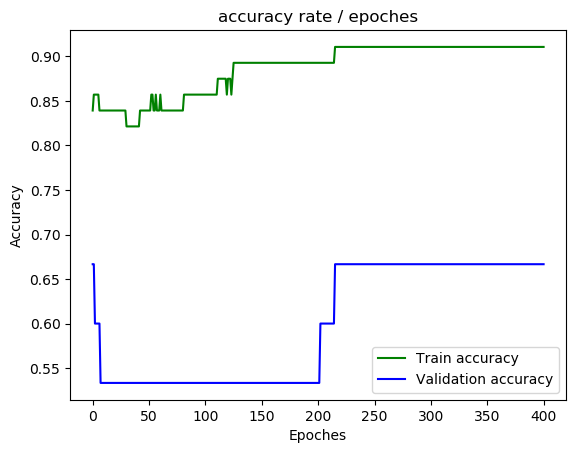 accuracy rate / epoches
0.90
0.85
0.80
0.75
0.70
0.65
0.60
0.55
Accuracy
Train accuracy
Validation accuracy
0 50 100 150 200 250 300 350 400
Epoches